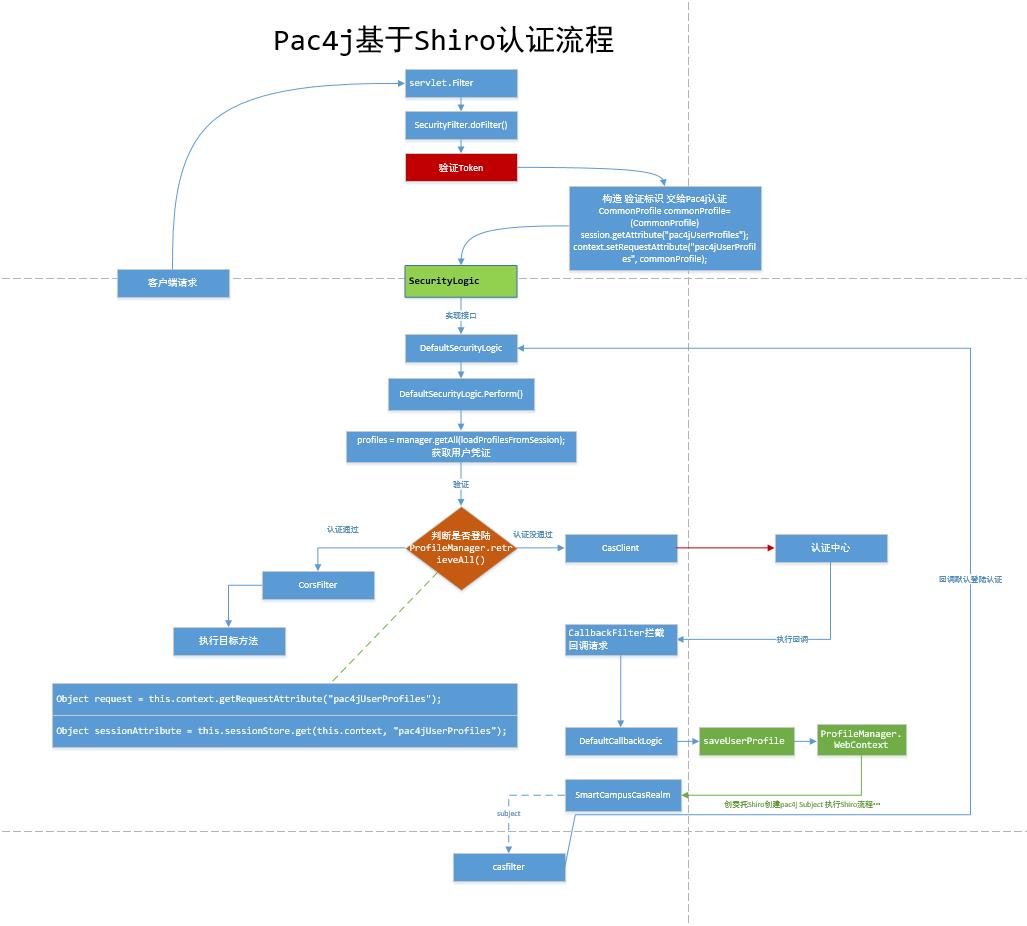 Pac4j基于Shiro认证流程
servlet.Filter
SecurityFilter.doFilter()
验证Token
构造 验证标识 交给Pac4j认证
CommonProfile commonProfile=
(CommonProfile)
session.getAttribute("pac4jUserProfiles");
context.setRequestAttribute("pac4jUserProfil
es", commonProfile);
客户端请求
SecurityLogic
实现接口
DefaultSecurityLogic
DefaultSecurityLogic.Perform()
profiles = manager.getAll(loadProfilesFromSession);
获取用户凭证
验证
认证通过
判断是否登陆
ProfileManager.retr
ieveAll()
认证没通过
CasClient
认证中心
CorsFilter
回调默认登陆认证
执行目标方法
CallbackFilter拦截
回调请求
执行回调
Object request = this.context.getRequestAttribute("pac4jUserProfiles");
Object sessionAttribute = this.sessionStore.get(this.context, "pac4jUserProfiles");
DefaultCallbackLogic
saveUserProfile
ProfileManager.
WebContext
SmartCampusCasRealm
创委托Shiro创建pac4j Subject 执行Shiro流程…
subject
casfilter